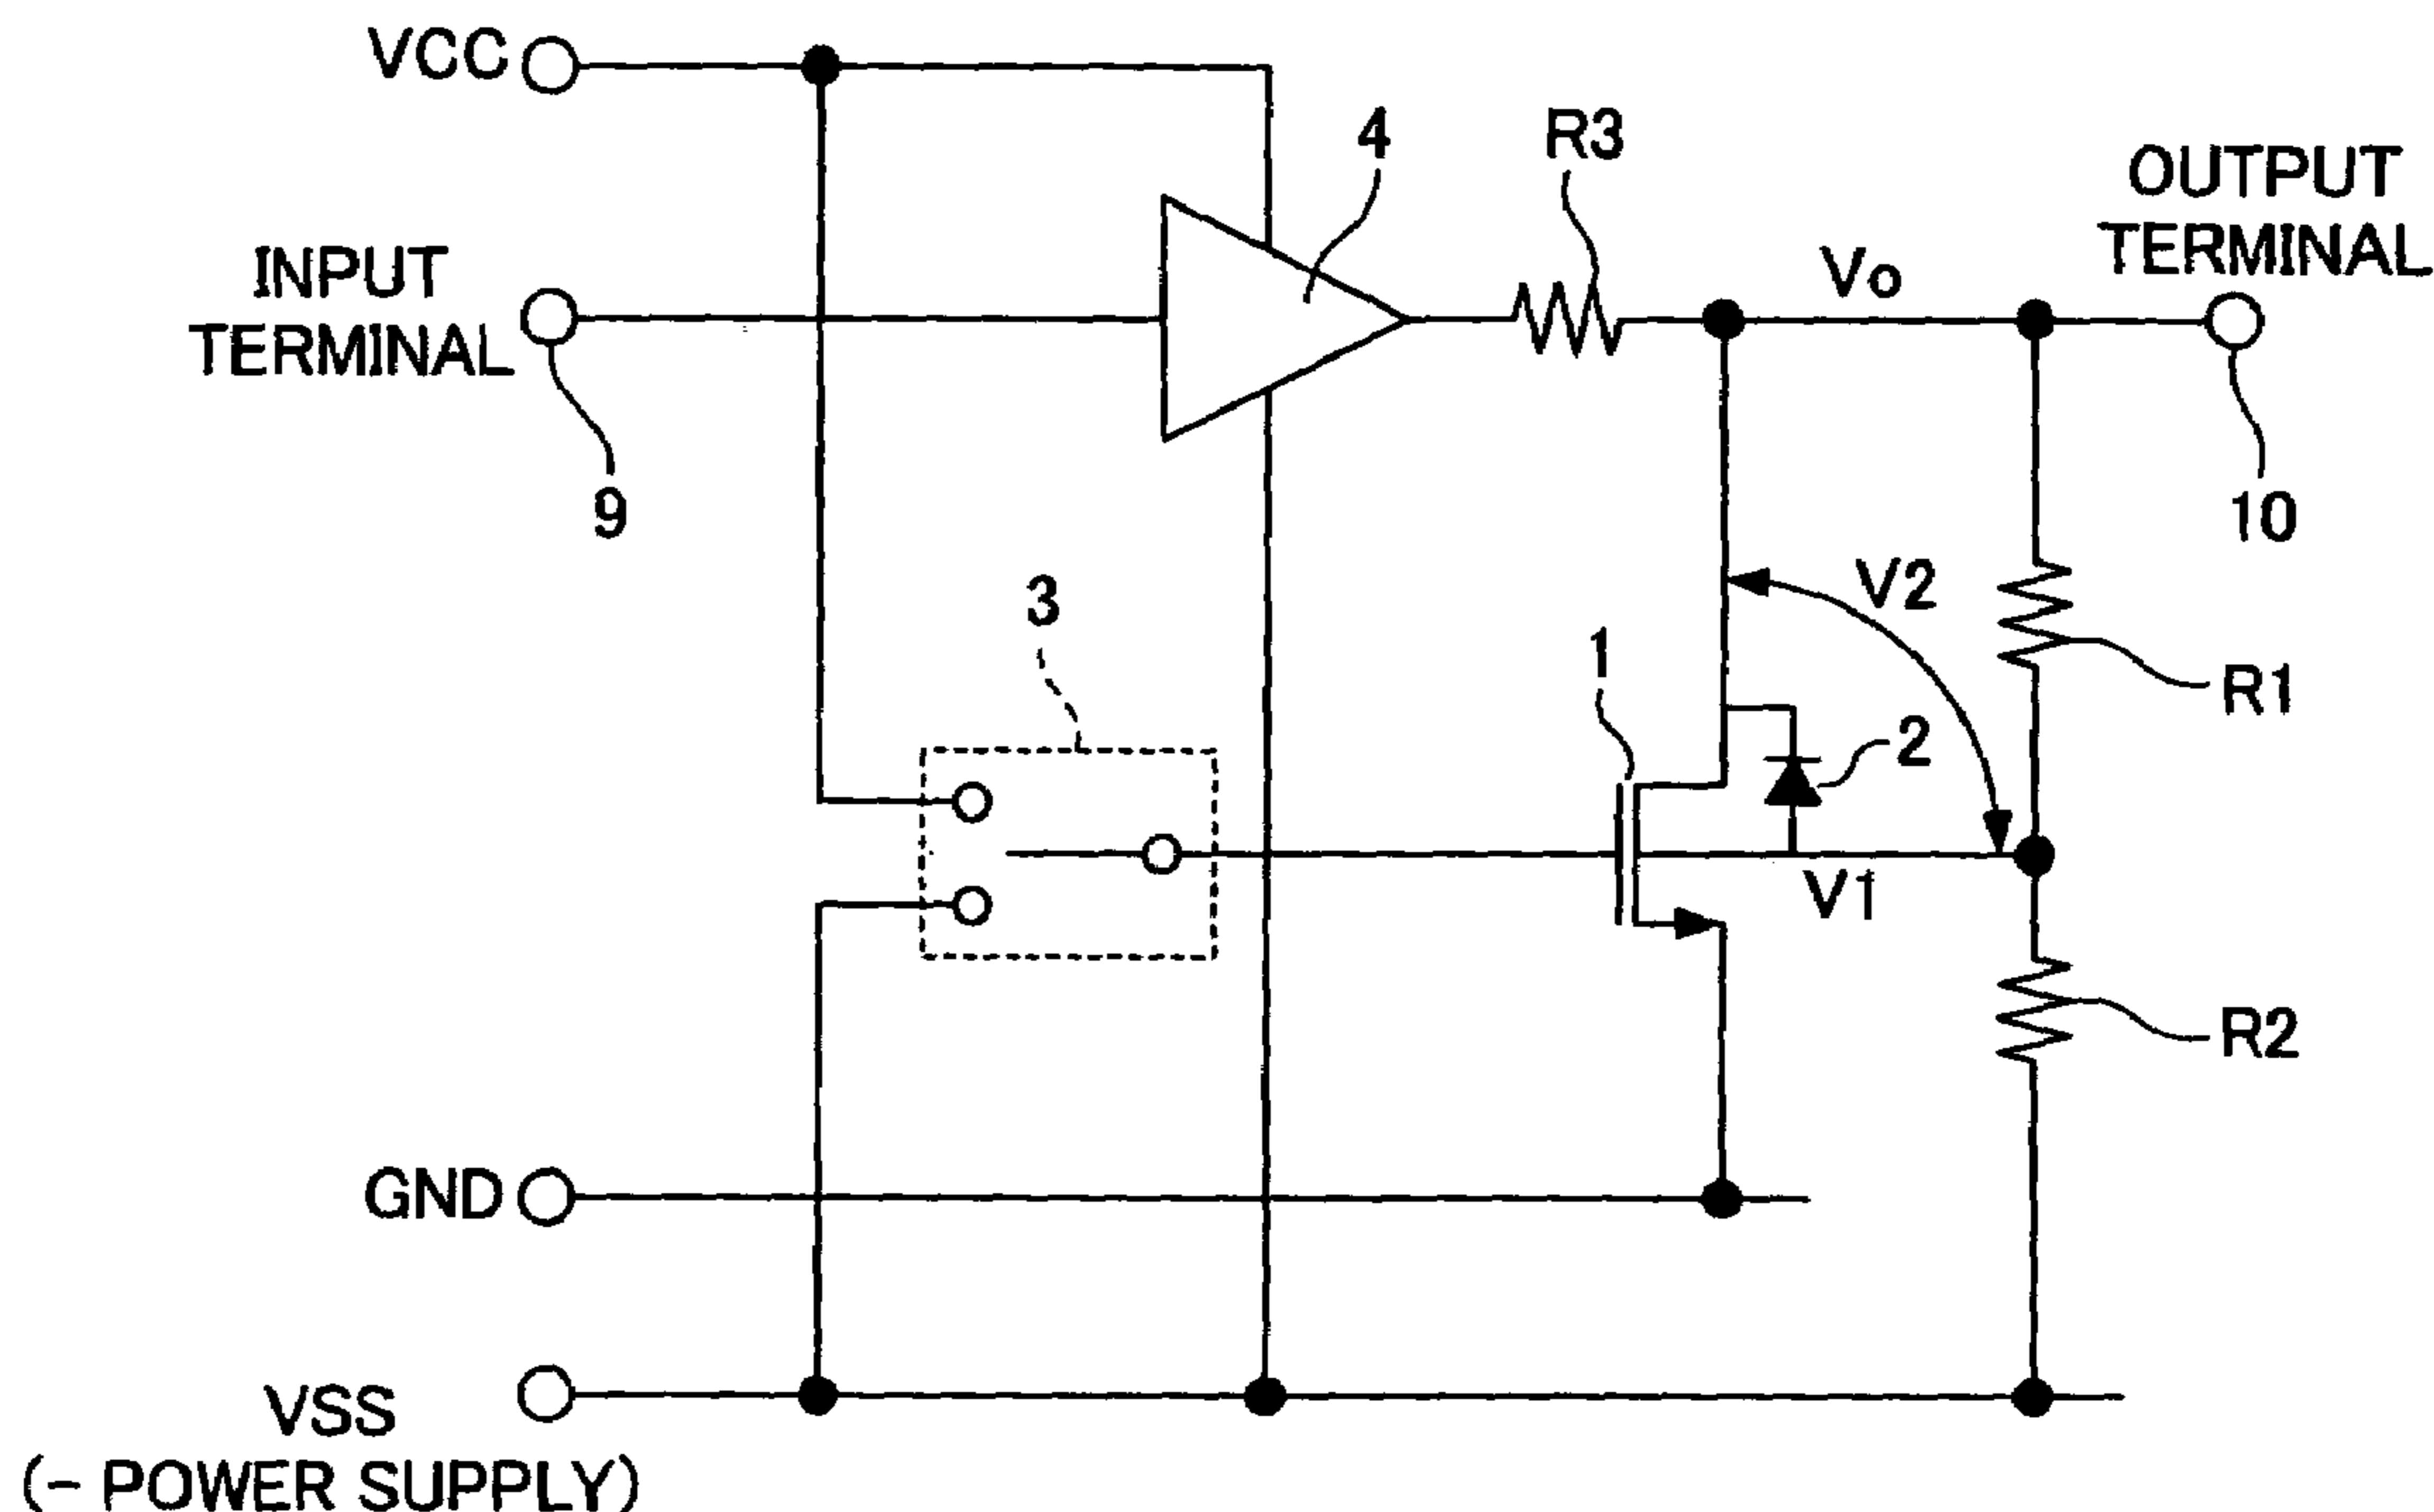 VCC
4
R3
OUTPUT
TERMINAL
Vo
INPUT
TERMINAL
9
10
3
V2
1
R1
2
V1
R2
GND
VSS
(- POWER SUPPLY)